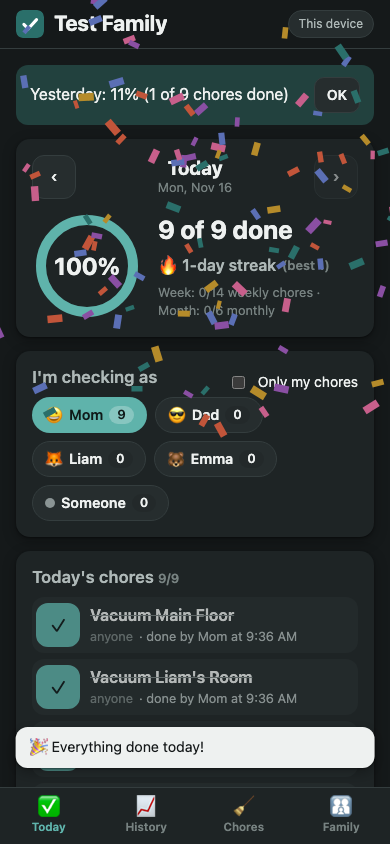 Test Family
This device
Yesterday: 11% (1 of 9 chores done)
OK
Today
Mon, Nov 16
100%
9 of 9 done
🔥 1-day streak (best 1)
Week: 0/14 weekly chores ·
Month: 0/6 monthly
I'm checking as
Only my chores
Mom 9
😎 Dad 0
🦊 Liam 0
🐻 Emma 0
Someone 0
Today's chores 9/9
Vacuum Main Floor
anyone · done by Mom at 9:36 AM
Vacuum Liam's Room
anyone · done by Mom at 9:36 AM
🎉 Everything done today!
Today
History
Chores
Family